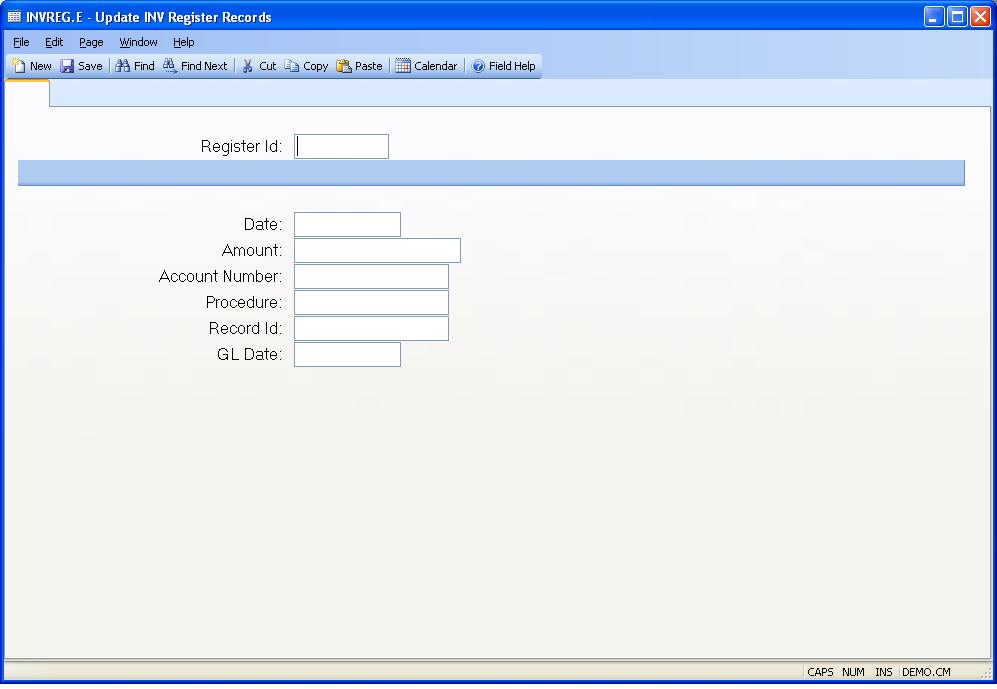 INVREG.E - Update INV Register Records
File Edit Page Window Help
New Save Find Find Next Cut Copy Paste Calendar Field Help
Register Id:
Date:
Amount:
Account Number:
Procedure:
Record Id:
GL Date:
CAPS NUM INS DEMO.CM